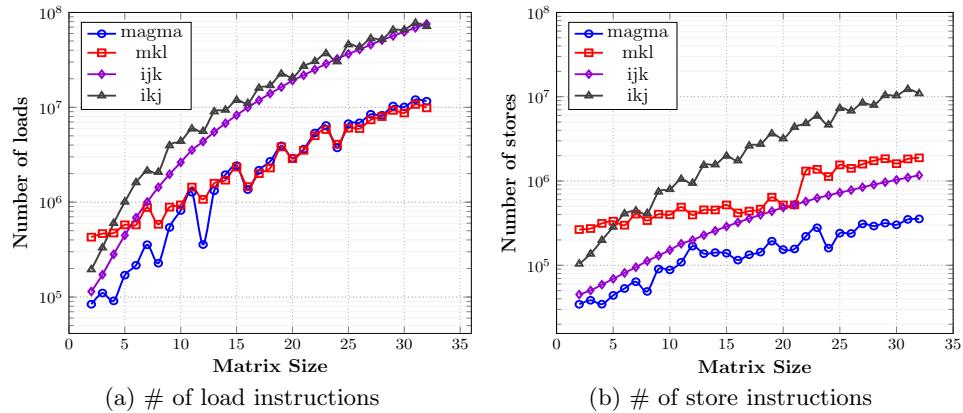 magma
mkl
ijk
ikj
10^8
10^7
10^6
10^5
Number of loads
0 5 10 15 20 25 30 35
Matrix Size
(a) # of load instructions
magma
mkl
ijk
ikj
10^7
10^6
10^5
Number of stores
0 5 10 15 20 25 30 35
Matrix Size
(b) # of store instructions